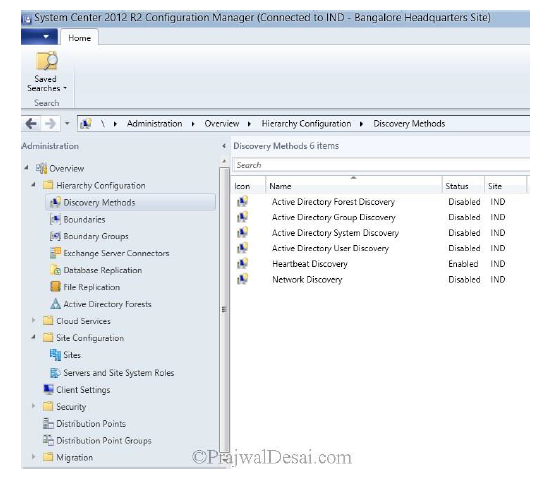 System Center 2012 R2 Configuration Manager (Connected to IND - Bangalore Headquarters Site)
Home
Saved
Searches
Search
\ Administration Overview Hierarchy Configuration Discovery Methods
Administration
Overview
Hierarchy Configuration
Discovery Methods
Boundaries
Boundary Groups
Exchange Server Connectors
Database Replication
File Replication
Active Directory Forests
Cloud Services
Site Configuration
Sites
Servers and Site System Roles
Client Settings
Security
Distribution Points
Distribution Point Groups
Migration
Discovery Methods 6 items
Search
Icon Name Status Site
Active Directory Forest Discovery Disabled IND
Active Directory Group Discovery Disabled IND
Active Directory System Discovery Disabled IND
Active Directory User Discovery Disabled IND
Heartbeat Discovery Enabled IND
Network Discovery Disabled IND
©PrajwalDesai.com